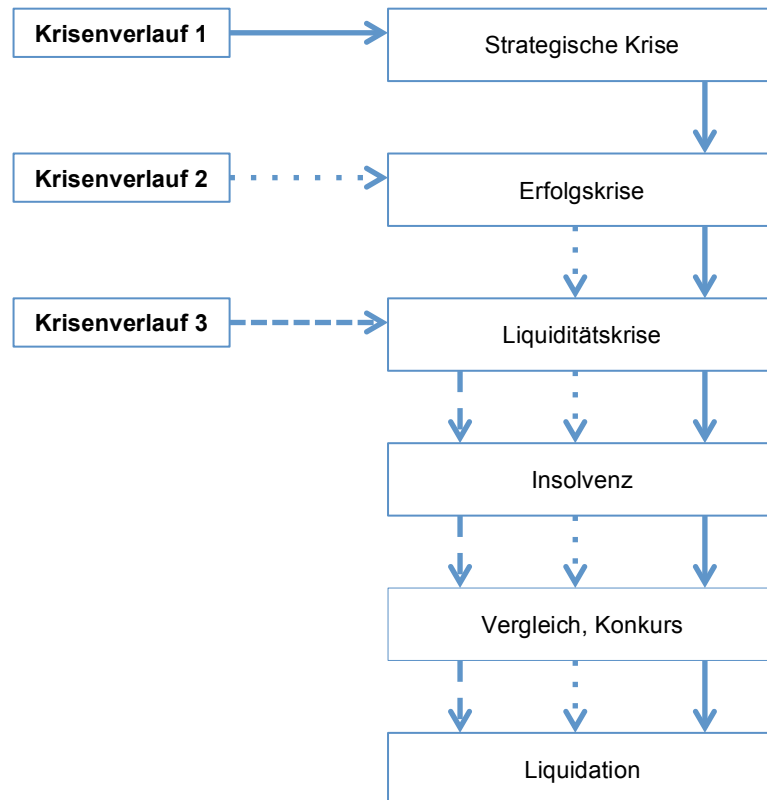 Krisenverlauf 1
Strategische Krise
Krisenverlauf 2
Erfolgskrise
Krisenverlauf 3
Liquiditätskrise
Insolvenz
Vergleich, Konkurs
Liquidation